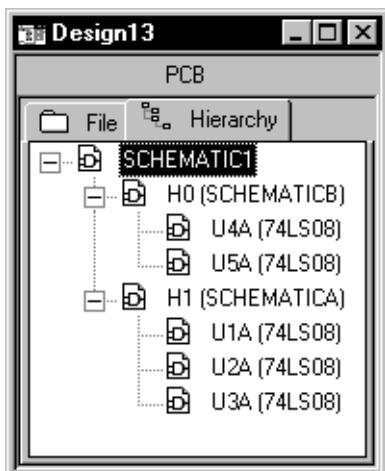 Design13
PCB
File Hierarchy
SCHEMATIC1
H0 (SCHEMATICB)
U4A (74LS08)
U5A (74LS08)
H1 (SCHEMATICA)
U1A (74LS08)
U2A (74LS08)
U3A (74LS08)